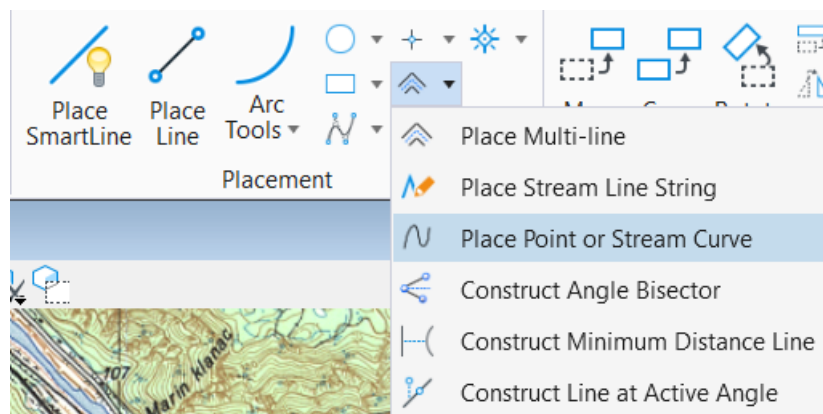 Place SmartLine
Place Line
Arc Tools
Placement
Place Multi-line
Place Stream Line String
Place Point or Stream Curve
Construct Angle Bisector
Construct Minimum Distance Line
Construct Line at Active Angle
107
Marin klanac